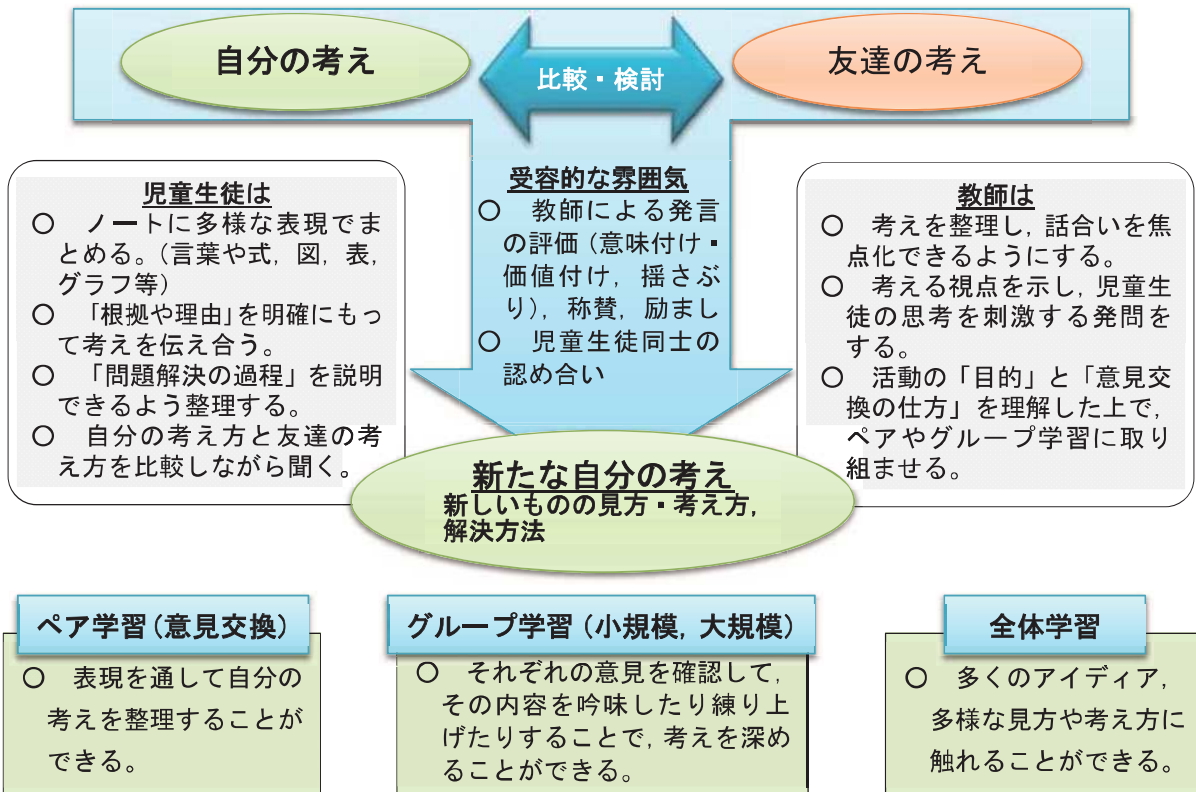 自分の考え
比較・検討
友達の考え
児童生徒は
○　ノートに多様な表現でま
とめる。(言葉や式，図，表，
グラフ等)
○　「根拠や理由」を明確にもっ
て考えを伝え合う。
○　「問題解決の過程」を説明
できるよう整理する。
○　自分の考え方と友達の考
え方を比較しながら聞く。
受容的な雰囲気
○　教師による発言
の評価（意味付け・
価値付け，揺さぶ
り），称賛，励まし
○　児童生徒同士の
認め合い
教師は
○　考えを整理し，話合いを焦
点化できるようにする。
○　考える視点を示し，児童生
徒の思考を刺激する発問を
する。
○　活動の「目的」と「意見交
換の仕方」を理解した上で，
ペアやグループ学習に取り
組ませる。
新たな自分の考え
新しいものの見方・考え方，
解決方法
ペア学習（意見交換）
○　表現を通して自分の
考えを整理することが
できる。
グループ学習（小規模，大規模）
○　それぞれの意見を確認して，
その内容を吟味したり練り上
げたりすることで，考えを深め
ることができる。
全体学習
○　多くのアイディア，
多様な見方や考え方に
触れることができる。